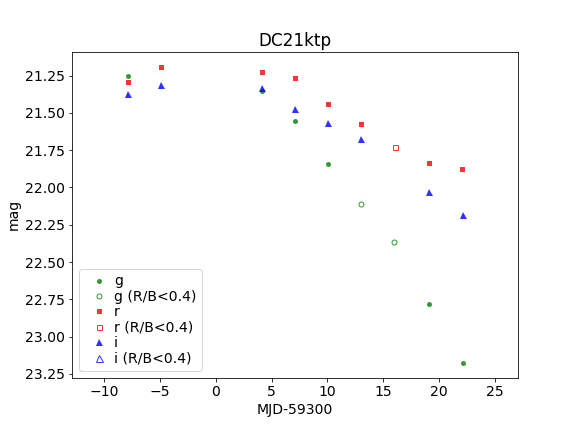 DC21ktp
21.25
21.50
21.75
22.00
22.25
22.50
22.75
23.00
23.25
mag
g
g (R/B<0.4)
r
r (R/B<0.4)
i
i (R/B<0.4)
−10 −5 0 5 10 15 20 25
MJD-59300